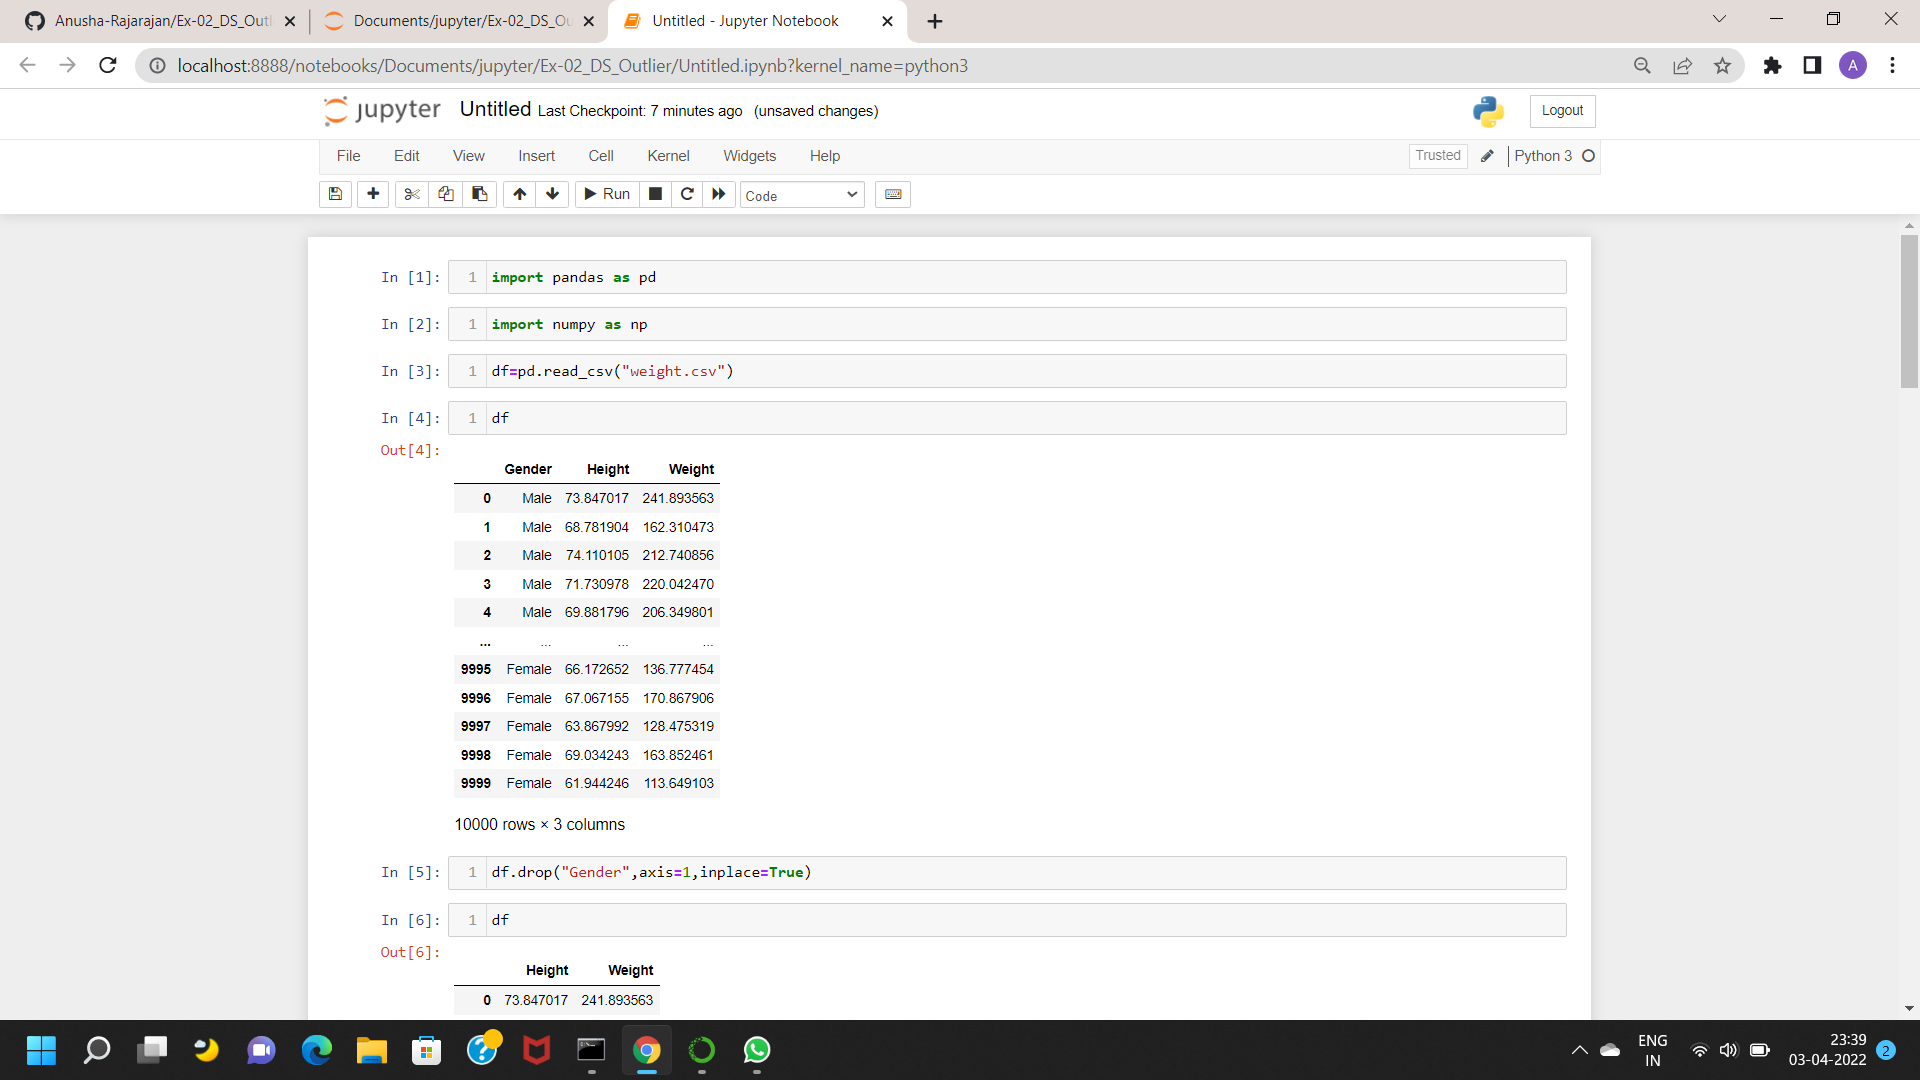 Anusha-Rajarajan/Ex-02_DS_Outl
Documents/jupyter/Ex-02_DS_Ou
Untitled - Jupyter Notebook
localhost:8888/notebooks/Documents/jupyter/Ex-02_DS_Outlier/Untitled.ipynb?kernel_name=python3
A
jupyter Untitled Last Checkpoint: 7 minutes ago (unsaved changes)
Logout
File Edit View Insert Cell Kernel Widgets Help
Trusted
Python 3
Run
Code
In [1]: 1 import pandas as pd
In [2]: 1 import numpy as np
In [3]: 1 df=pd.read_csv("weight.csv")
In [4]: 1 df
Out[4]:
Gender Height Weight
0 Male 73.847017 241.893563
1 Male 68.781904 162.310473
2 Male 74.110105 212.740856
3 Male 71.730978 220.042470
4 Male 69.881796 206.349801
... ... ... ...
9995 Female 66.172652 136.777454
9996 Female 67.067155 170.867906
9997 Female 63.867992 128.475319
9998 Female 69.034243 163.852461
9999 Female 61.944246 113.649103
10000 rows × 3 columns
In [5]: 1 df.drop("Gender",axis=1,inplace=True)
In [6]: 1 df
Out[6]:
Height Weight
0 73.847017 241.893563
ENG
IN
23:39
03-04-2022
2